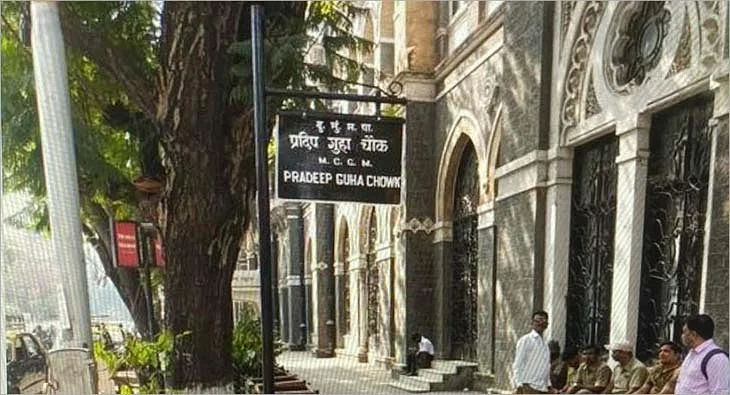 बृ. मुं. म. पा.
प्रदिप गुहा चौक
M. C. G. M.
PRADEEP GUHA CHOWK